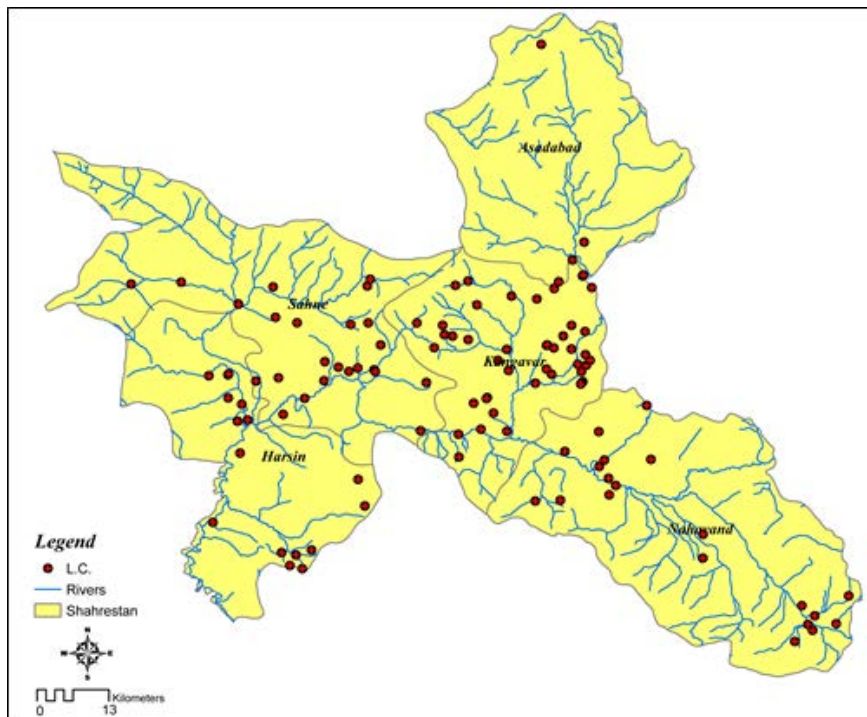 Asadabad
Sahne
Kangavar
Harsin
Nahavand
Legend
L.C.
Rivers
Shahrestan
N
W E
S
Kilometers
0 13